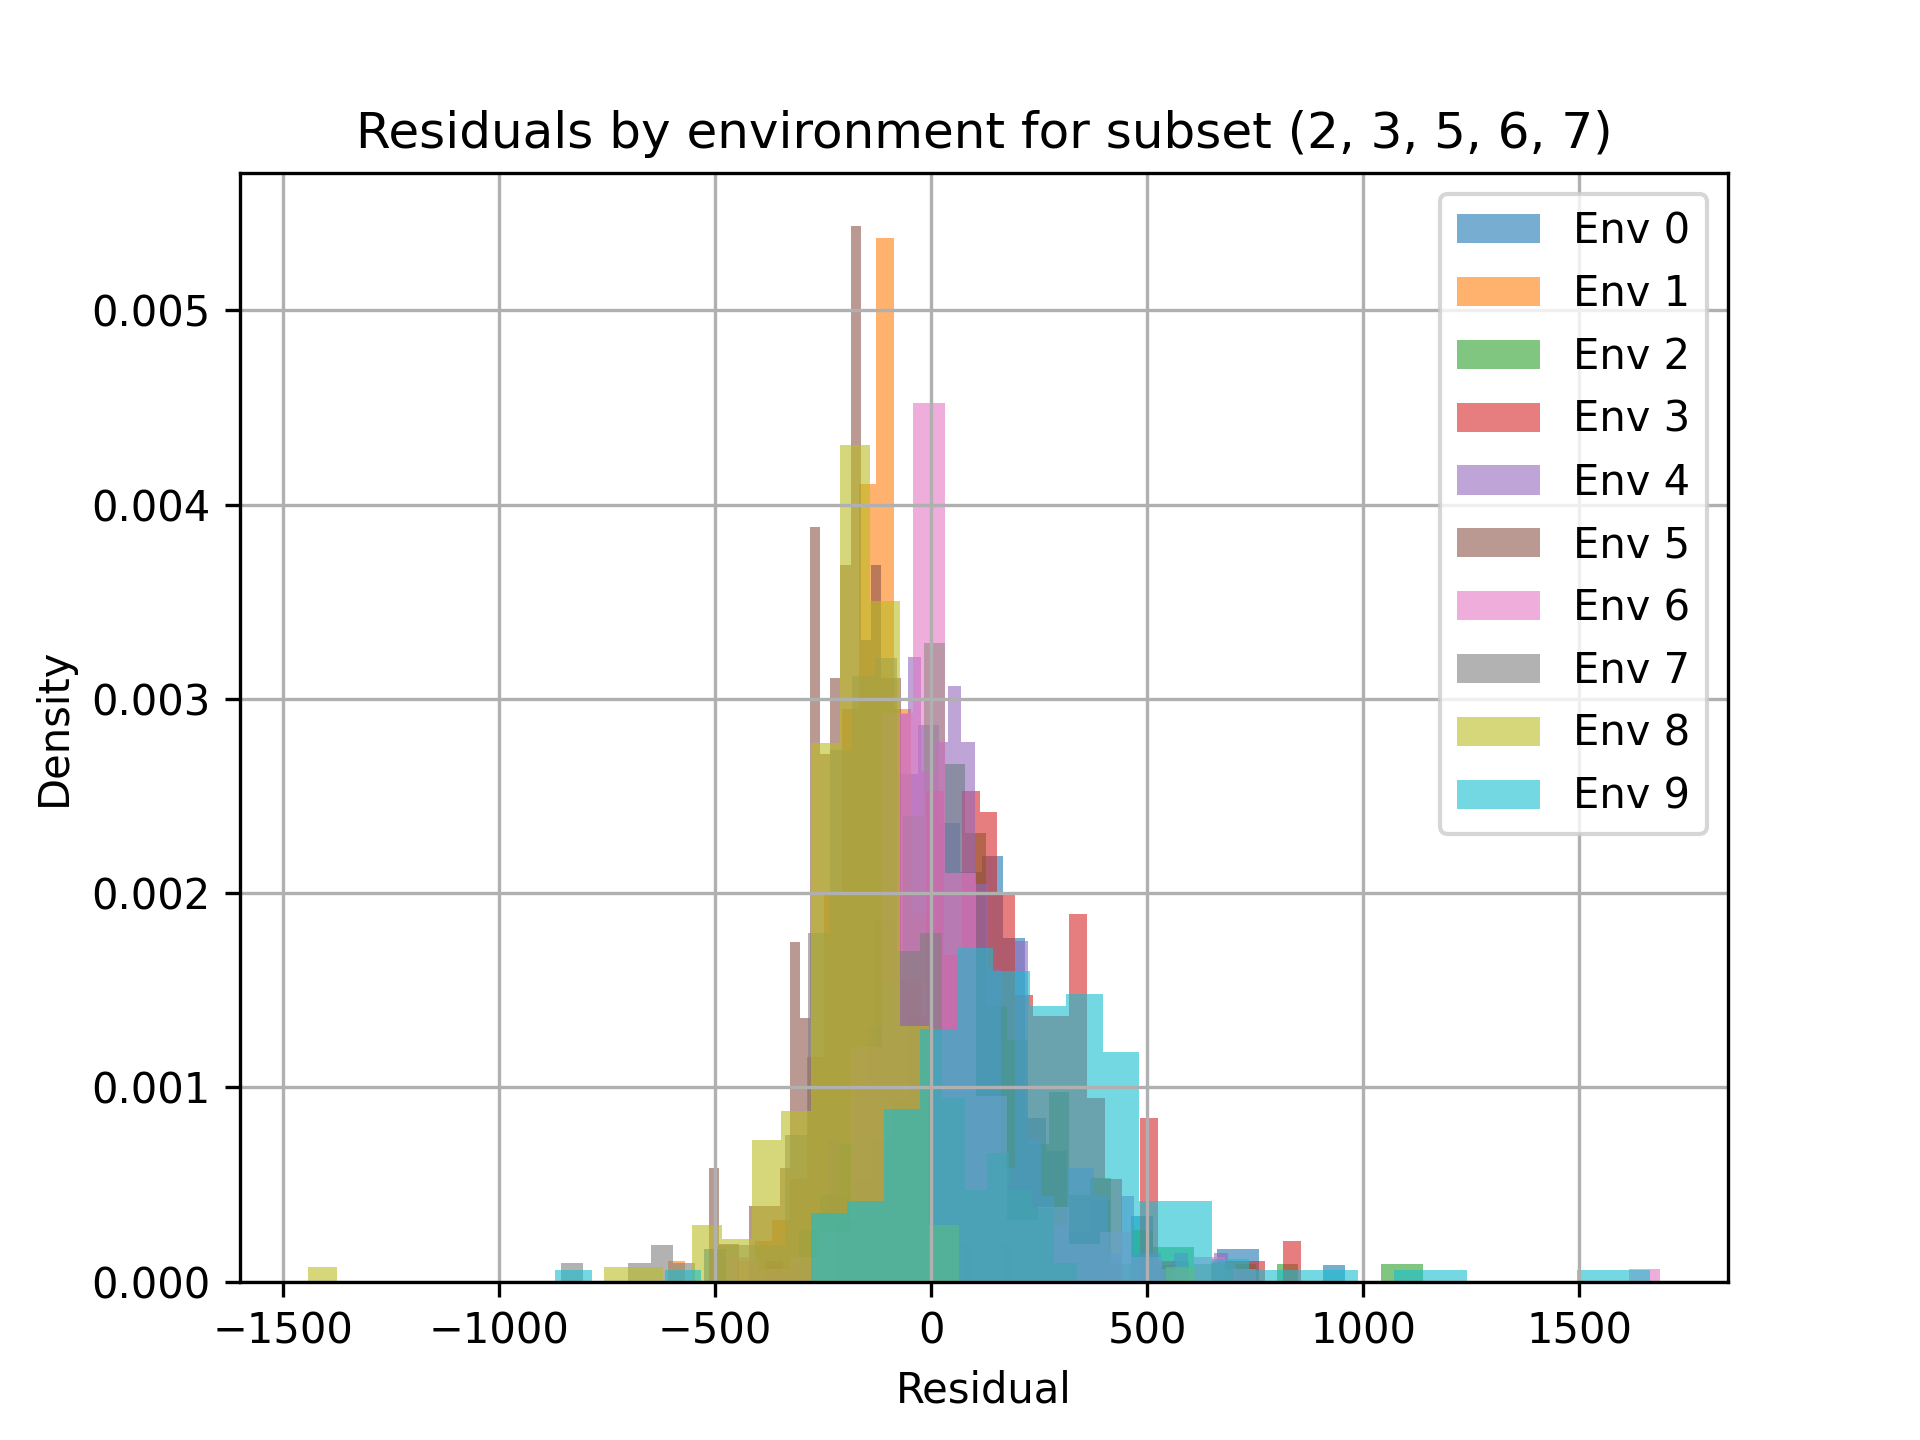 Residuals by environment for subset (2, 3, 5, 6, 7)
Env 0
Env 1
Env 2
Env 3
Env 4
Env 5
Env 6
Env 7
Env 8
Env 9
Density
0.005
0.004
0.003
0.002
0.001
0.000
−1500 −1000 −500 0 500 1000 1500
Residual